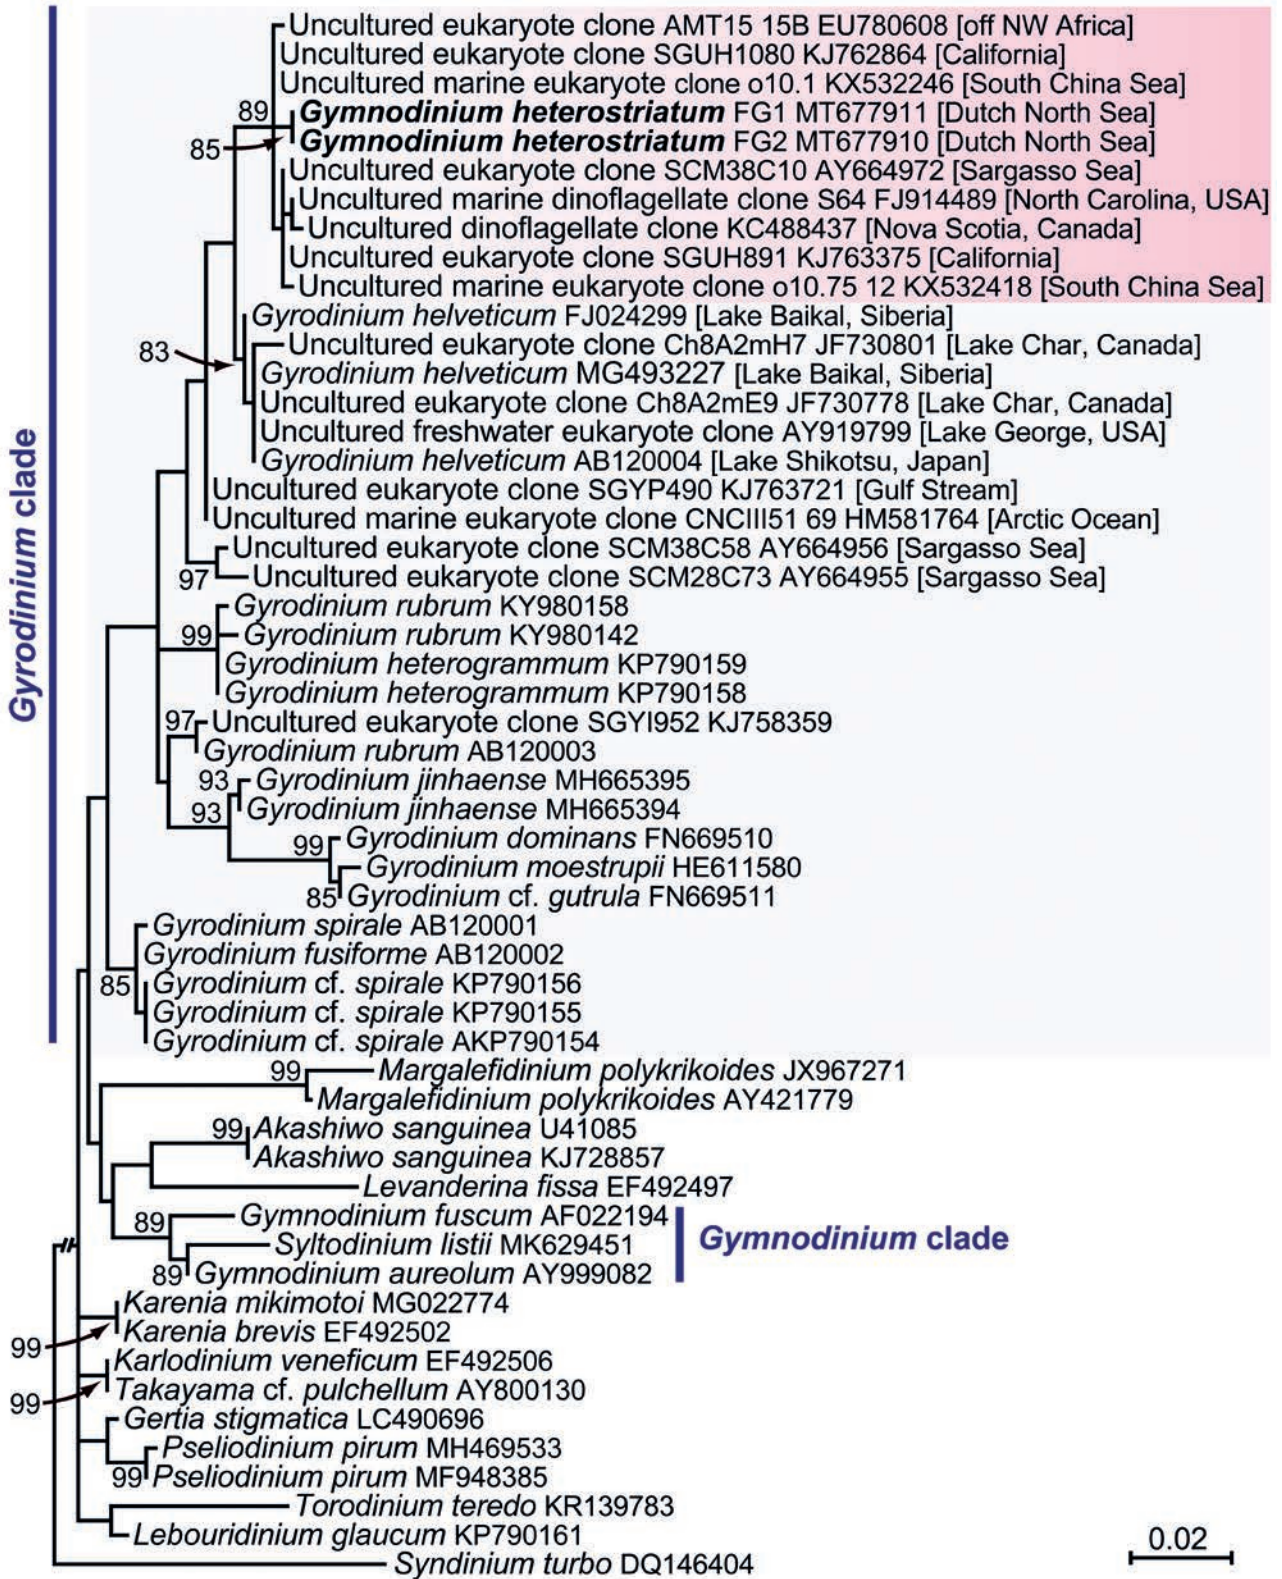 Uncultured eukaryote clone AMT15 15B EU780608 [off NW Africa]
Uncultured eukaryote clone SGUH1080 KJ762864 [California]
Uncultured marine eukaryote clone o10.1 KX532246 [South China Sea]
89
Gymnodinium heterostriatum FG1 MT677911 [Dutch North Sea]
85
Gymnodinium heterostriatum FG2 MT677910 [Dutch North Sea]
Uncultured eukaryote clone SCM38C10 AY664972 [Sargasso Sea]
Uncultured marine dinoflagellate clone S64 FJ914489 [North Carolina, USA]
Uncultured dinoflagellate clone KC488437 [Nova Scotia, Canada]
Uncultured eukaryote clone SGUH891 KJ763375 [California]
Uncultured marine eukaryote clone o10.75 12 KX532418 [South China Sea]
Gyrodinium helveticum FJ024299 [Lake Baikal, Siberia]
83
Uncultured eukaryote clone Ch8A2mH7 JF730801 [Lake Char, Canada]
Gyrodinium helveticum MG493227 [Lake Baikal, Siberia]
Uncultured eukaryote clone Ch8A2mE9 JF730778 [Lake Char, Canada]
Uncultured freshwater eukaryote clone AY919799 [Lake George, USA]
Gyrodinium helveticum AB120004 [Lake Shikotsu, Japan]
Uncultured eukaryote clone SGYP490 KJ763721 [Gulf Stream]
Uncultured marine eukaryote clone CNCIII51 69 HM581764 [Arctic Ocean]
Uncultured eukaryote clone SCM38C58 AY664956 [Sargasso Sea]
97
Uncultured eukaryote clone SCM28C73 AY664955 [Sargasso Sea]
Gyrodinium clade
Gyrodinium rubrum KY980158
99
Gyrodinium rubrum KY980142
Gyrodinium heterogrammum KP790159
Gyrodinium heterogrammum KP790158
97
Uncultured eukaryote clone SGYI952 KJ758359
Gyrodinium rubrum AB120003
93
Gyrodinium jinhaense MH665395
93
Gyrodinium jinhaense MH665394
99
Gyrodinium dominans FN669510
Gyrodinium moestrupii HE611580
85
Gyrodinium cf. gutrula FN669511
Gyrodinium spirale AB120001
Gyrodinium fusiforme AB120002
85
Gyrodinium cf. spirale KP790156
Gyrodinium cf. spirale KP790155
Gyrodinium cf. spirale AKP790154
99
Margalefidinium polykrikoides JX967271
Margalefidinium polykrikoides AY421779
99
Akashiwo sanguinea U41085
Akashiwo sanguinea KJ728857
Levanderina fissa EF492497
89
Gymnodinium fuscum AF022194
Syltodinium listii MK629451
Gymnodinium clade
89
Gymnodinium aureolum AY999082
Karenia mikimotoi MG022774
99
Karenia brevis EF492502
Karlodinium veneficum EF492506
99
Takayama cf. pulchellum AY800130
Gertia stigmatica LC490696
Pseliodinium pirum MH469533
99
Pseliodinium pirum MF948385
Torodinium teredo KR139783
Lebouridinium glaucum KP790161
Syndinium turbo DQ146404
0.02